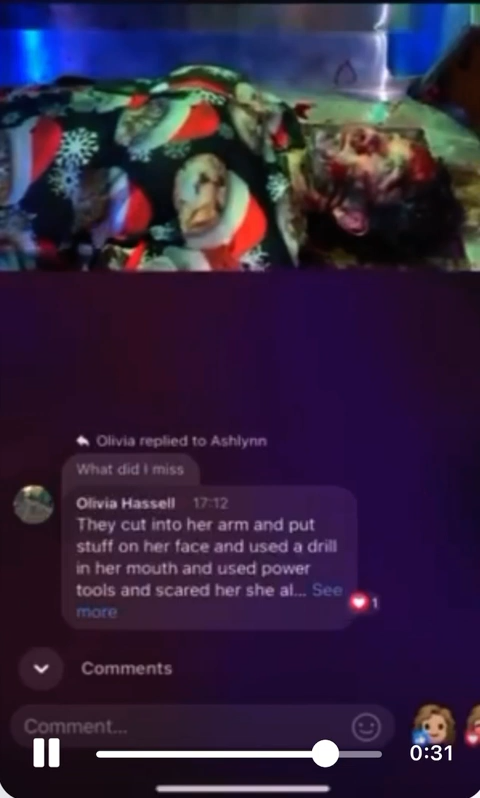 Olivia replied to Ashlynn
What did I miss
Olivia Hassell 17:12
They cut into her arm and put
stuff on her face and used a drill
in her mouth and used power
tools and scared her she al... See
more
1
Comments
Comment...
0:31